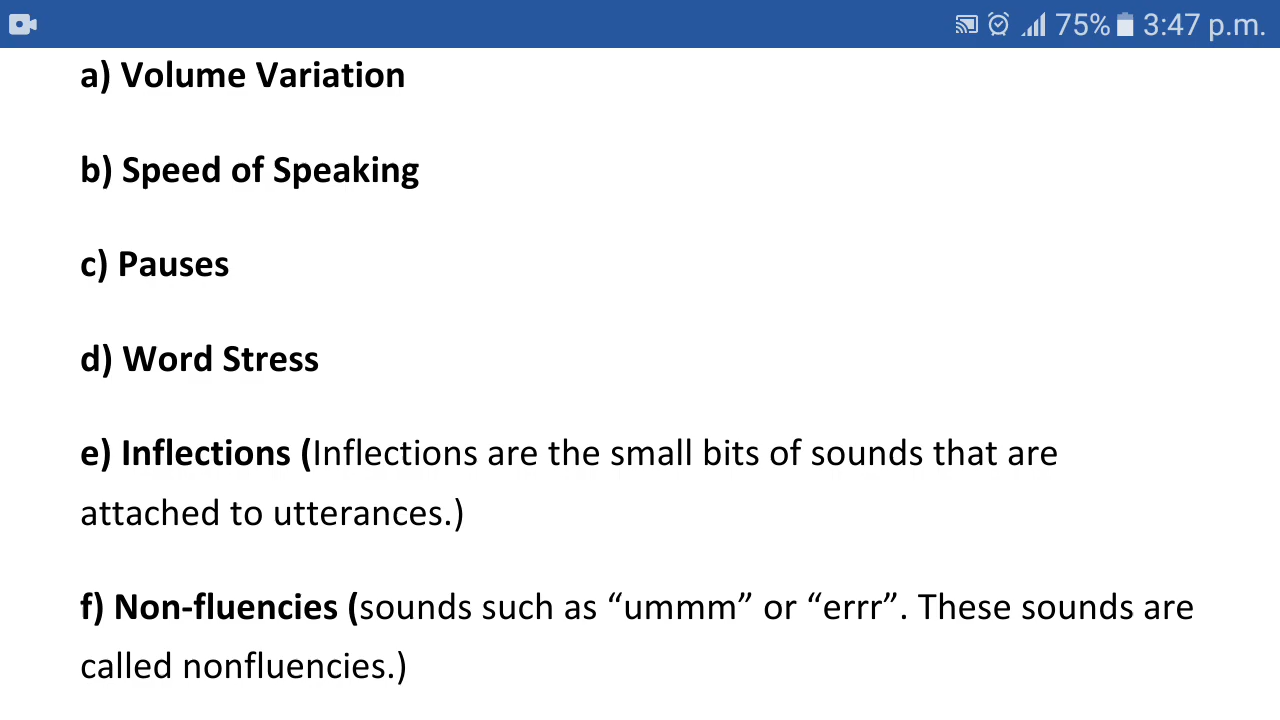 75% 3:47 p.m.
a) Volume Variation
b) Speed of Speaking
c) Pauses
d) Word Stress
e) Inflections (Inflections are the small bits of sounds that are
attached to utterances.)
f) Non-fluencies (sounds such as “ummm” or “errr”. These sounds are
called nonfluencies.)